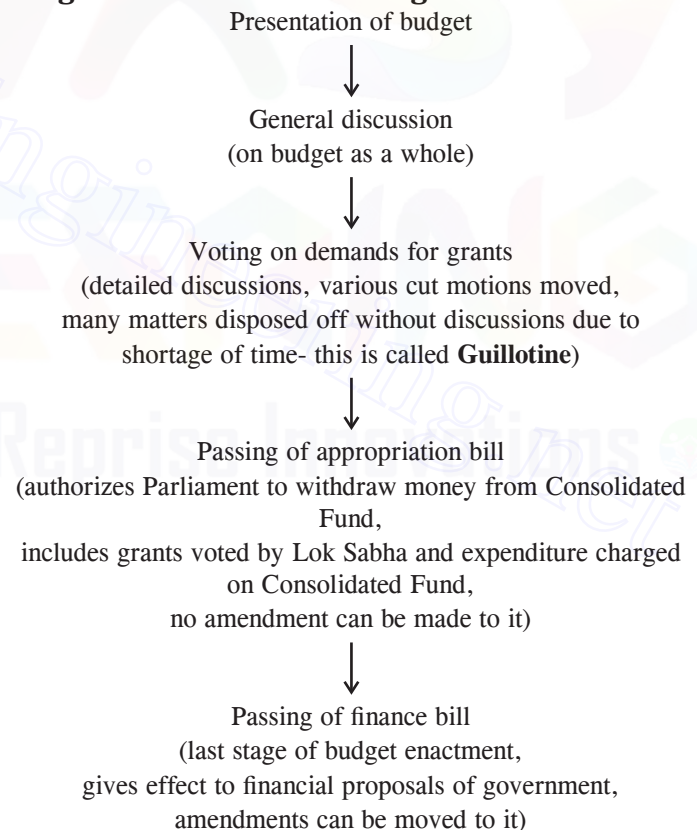 Presentation of budget
General discussion
(on budget as a whole)
Voting on demands for grants
(detailed discussions, various cut motions moved,
many matters disposed off without discussions due to
shortage of time- this is called Guillotine)
Passing of appropriation bill
(authorizes Parliament to withdraw money from Consolidated
Fund,
includes grants voted by Lok Sabha and expenditure charged
on Consolidated Fund,
no amendment can be made to it)
Passing of finance bill
(last stage of budget enactment,
gives effect to financial proposals of government,
amendments can be moved to it)